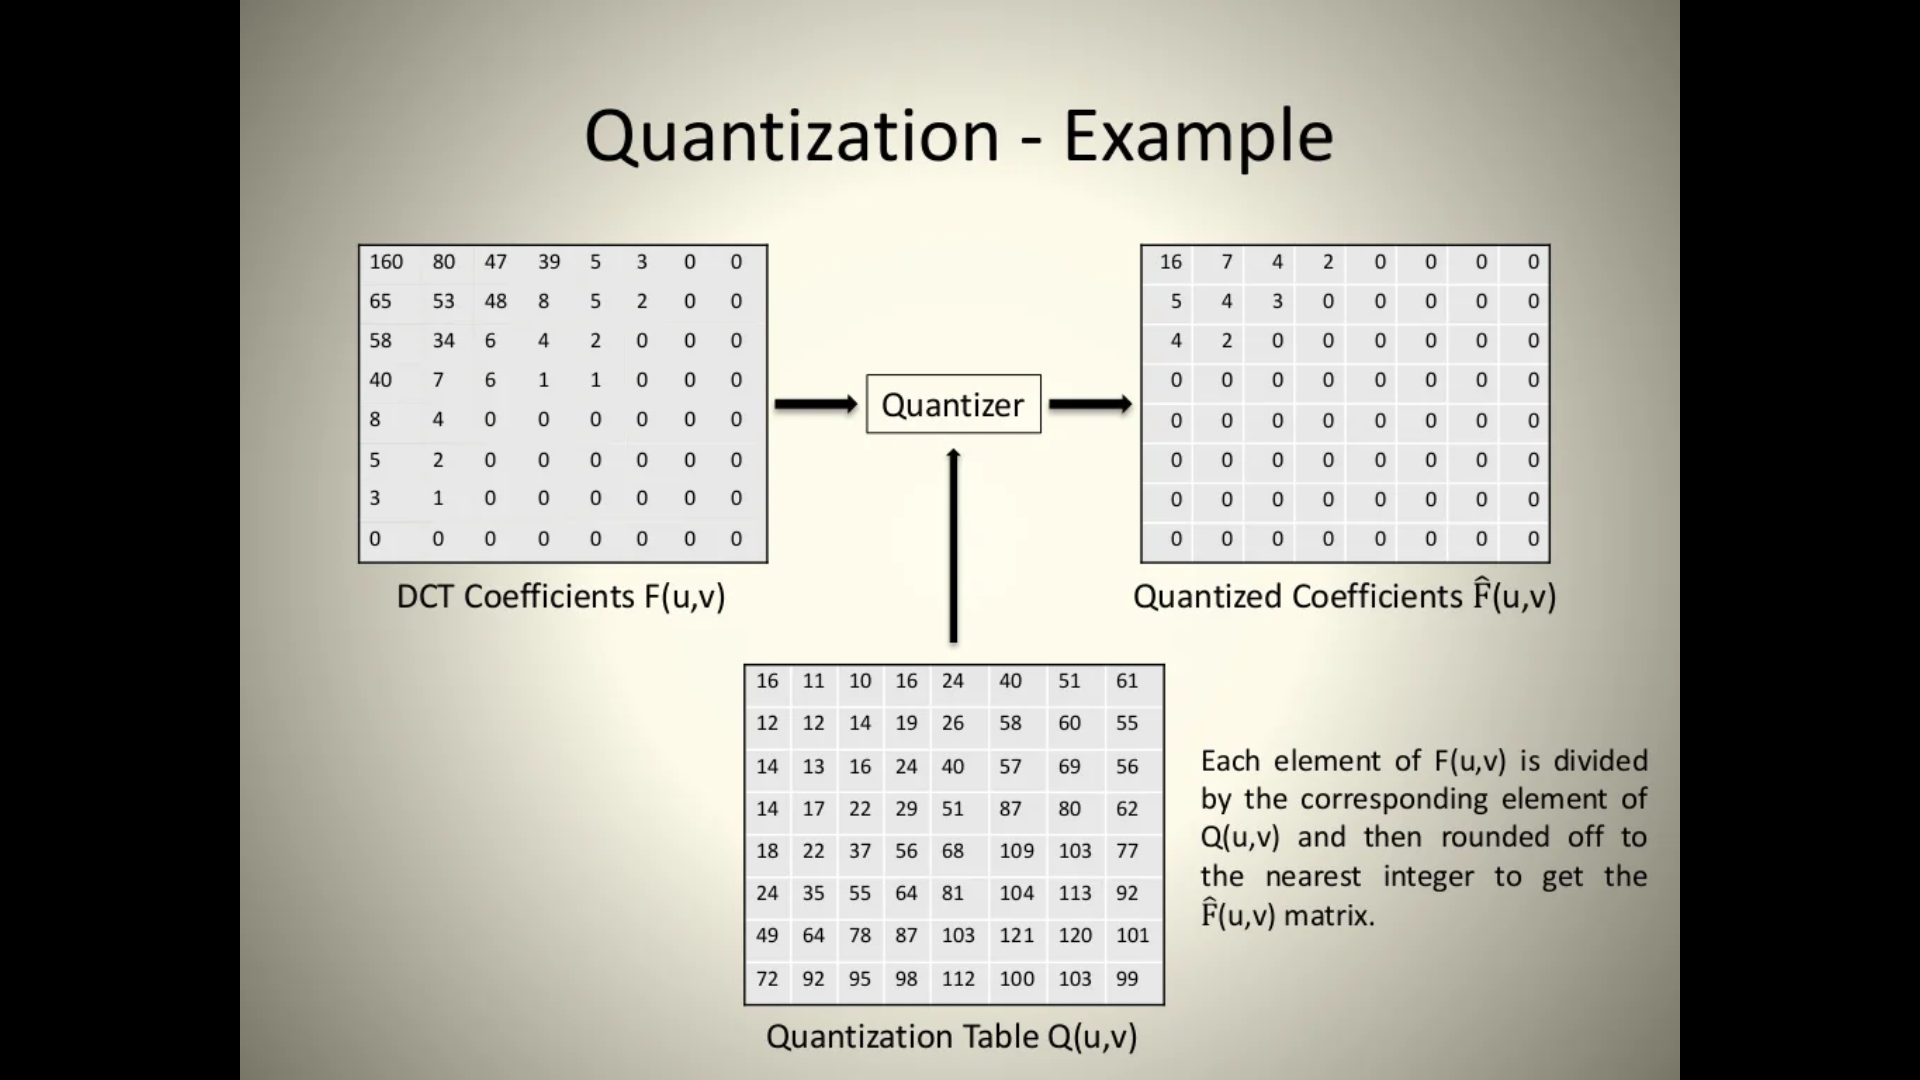 Quantization - Example
160 80 47 39 5 3 0 0
65 53 48 8 5 2 0 0
58 34 6 4 2 0 0 0
40 7 6 1 1 0 0 0
8 4 0 0 0 0 0 0
5 2 0 0 0 0 0 0
3 1 0 0 0 0 0 0
0 0 0 0 0 0 0 0
DCT Coefficients F(u,v)
Quantizer
16 7 4 2 0 0 0 0
5 4 3 0 0 0 0 0
4 2 0 0 0 0 0 0
0 0 0 0 0 0 0 0
0 0 0 0 0 0 0 0
0 0 0 0 0 0 0 0
0 0 0 0 0 0 0 0
0 0 0 0 0 0 0 0
Quantized Coefficients F̂(u,v)
16 11 10 16 24 40 51 61
12 12 14 19 26 58 60 55
14 13 16 24 40 57 69 56
14 17 22 29 51 87 80 62
18 22 37 56 68 109 103 77
24 35 55 64 81 104 113 92
49 64 78 87 103 121 120 101
72 92 95 98 112 100 103 99
Quantization Table Q(u,v)
Each element of F(u,v) is divided
by the corresponding element of
Q(u,v) and then rounded off to
the nearest integer to get the
F̂(u,v) matrix.